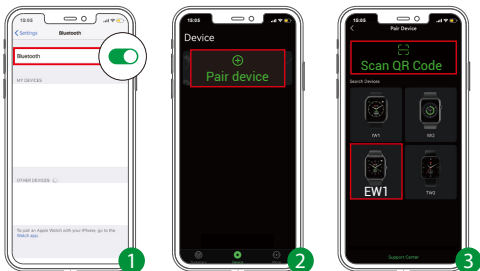 15:05
Settings
Bluetooth
Bluetooth
MY DEVICES
OTHER DEVICES
To pair an Apple Watch with your iPhone, go to the
Watch app.
1
15:05
Device
Pair device
Device
2
15:05
Pair Device
Scan QR Code
Search Devices
EW1
TW2
Support Center
3